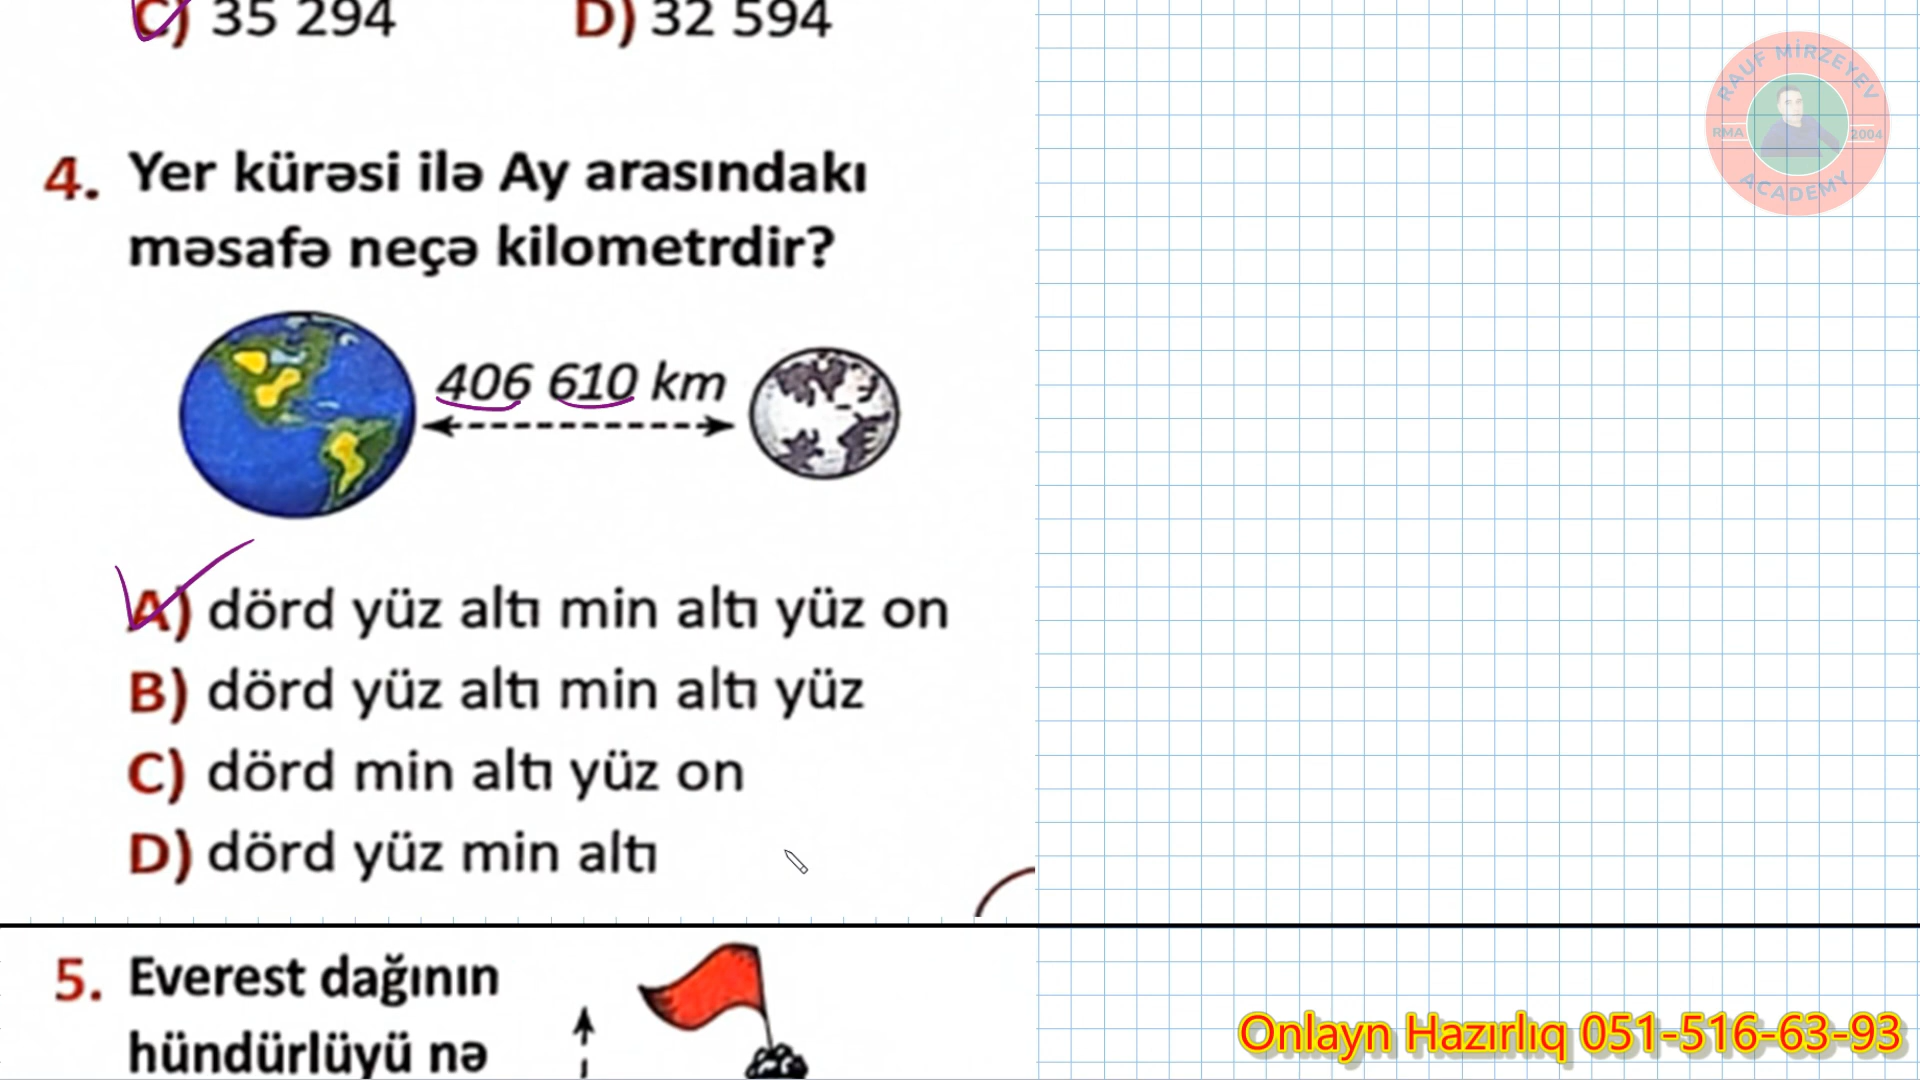 C) 35 294 D) 32 594
RAUF MİRZEYEV
RMA 2004
ACADEMY
4. Yer kürəsi ilə Ay arasındakı
məsafə neçə kilometrdir?
406 610 km
A) dörd yüz altı min altı yüz on
B) dörd yüz altı min altı yüz
C) dörd min altı yüz on
D) dörd yüz min altı
5. Everest dağının
hündürlüyü nə
Onlayn Hazırlıq 051-516-63-93